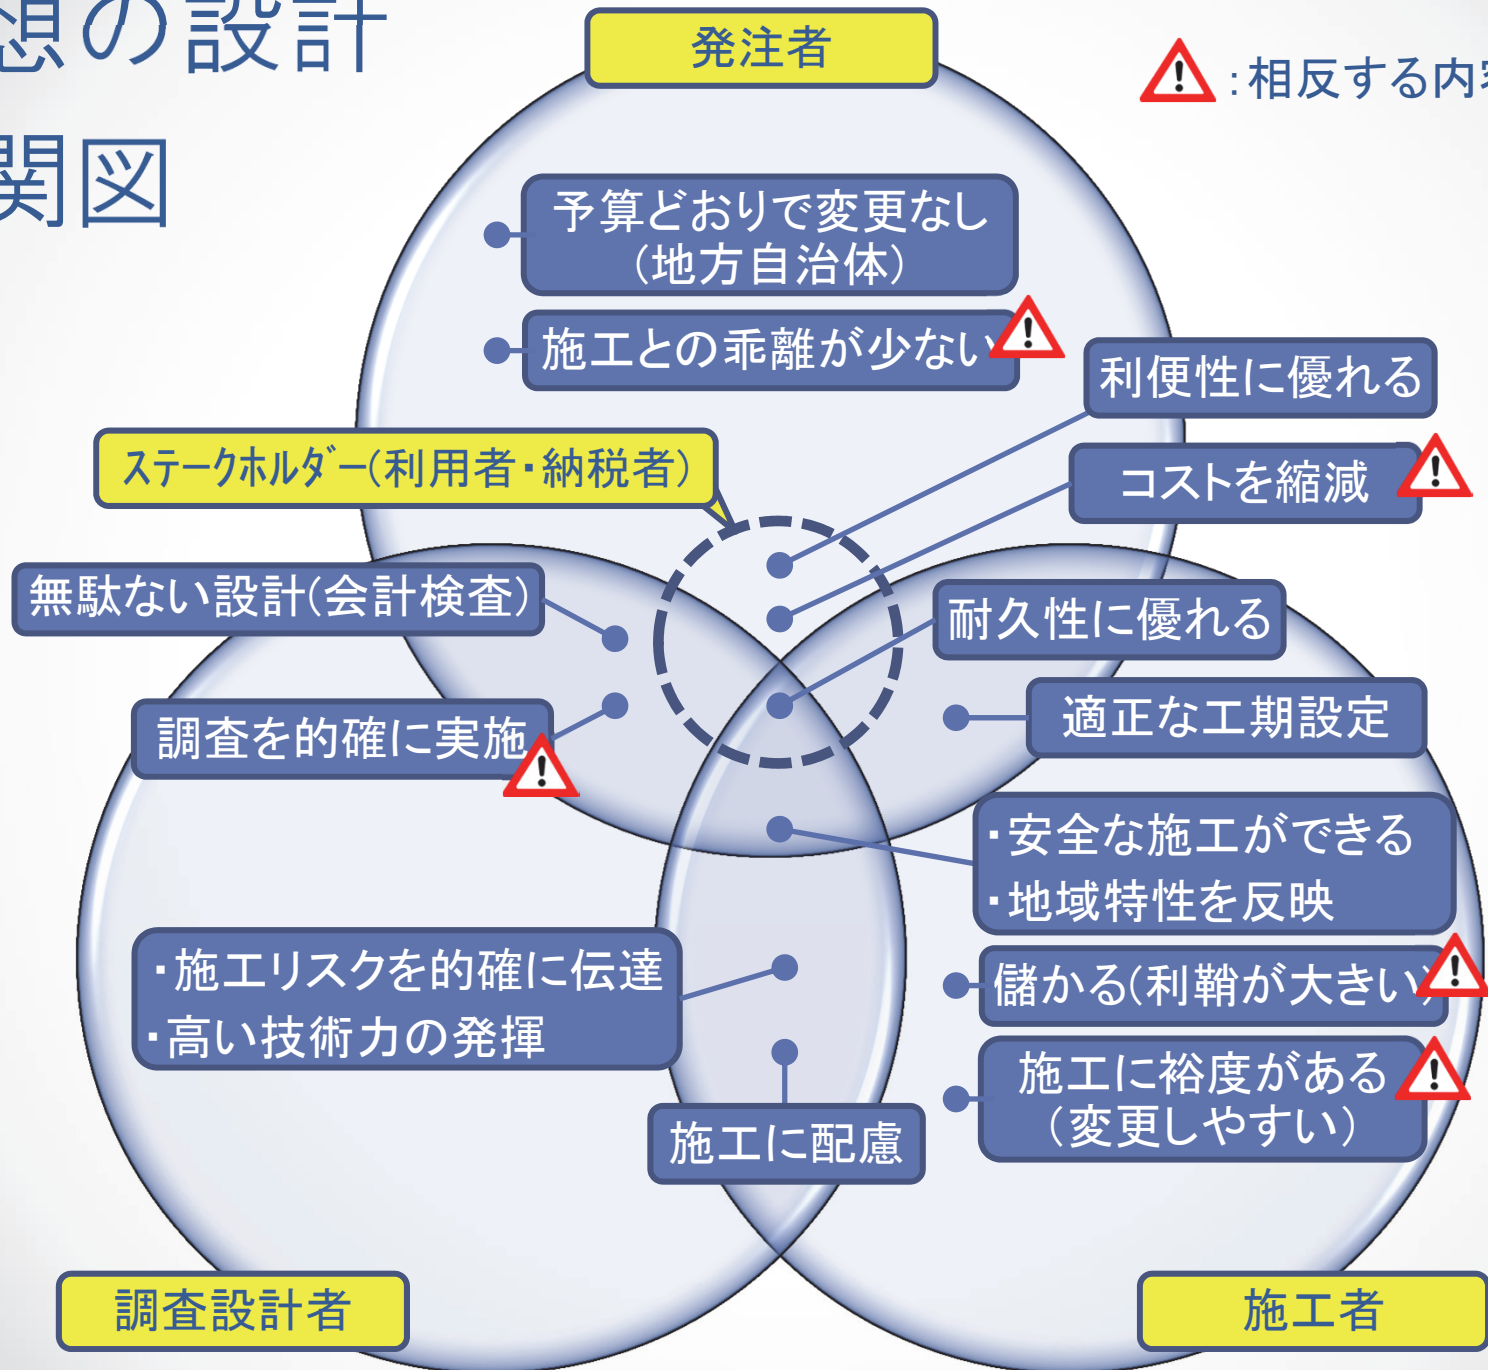 想の設計
関図
発注者
:相反する内容
予算どおりで変更なし
(地方自治体)
施工との乖離が少ない
利便性に優れる
ステークホルダー(利用者・納税者)
コストを縮減
無駄ない設計(会計検査)
耐久性に優れる
調査を的確に実施
適正な工期設定
・安全な施工ができる
・地域特性を反映
・施工リスクを的確に伝達
・高い技術力の発揮
儲かる(利鞘が大きい)
施工に裕度がある
(変更しやすい)
施工に配慮
調査設計者
施工者